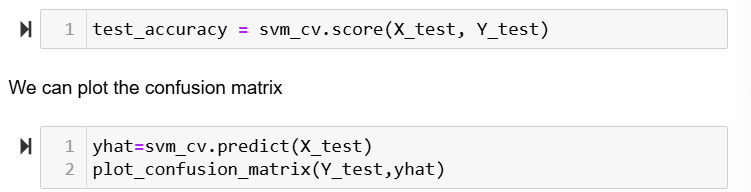 1 test_accuracy = svm_cv.score(X_test, Y_test)
We can plot the confusion matrix
1 yhat=svm_cv.predict(X_test)
2 plot_confusion_matrix(Y_test,yhat)